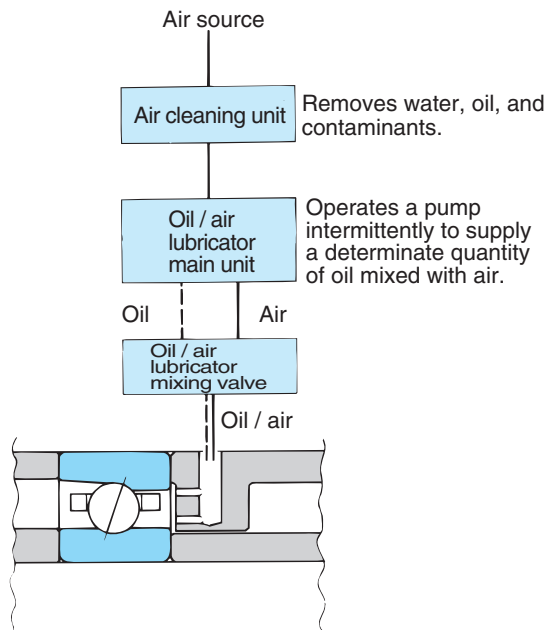 Air source
Air cleaning unit
Removes water, oil, and
contaminants.
Oil / air
lubricator
main unit
Operates a pump
intermittently to supply
a determinate quantity
of oil mixed with air.
Oil
Air
Oil / air
lubricator
mixing valve
Oil / air